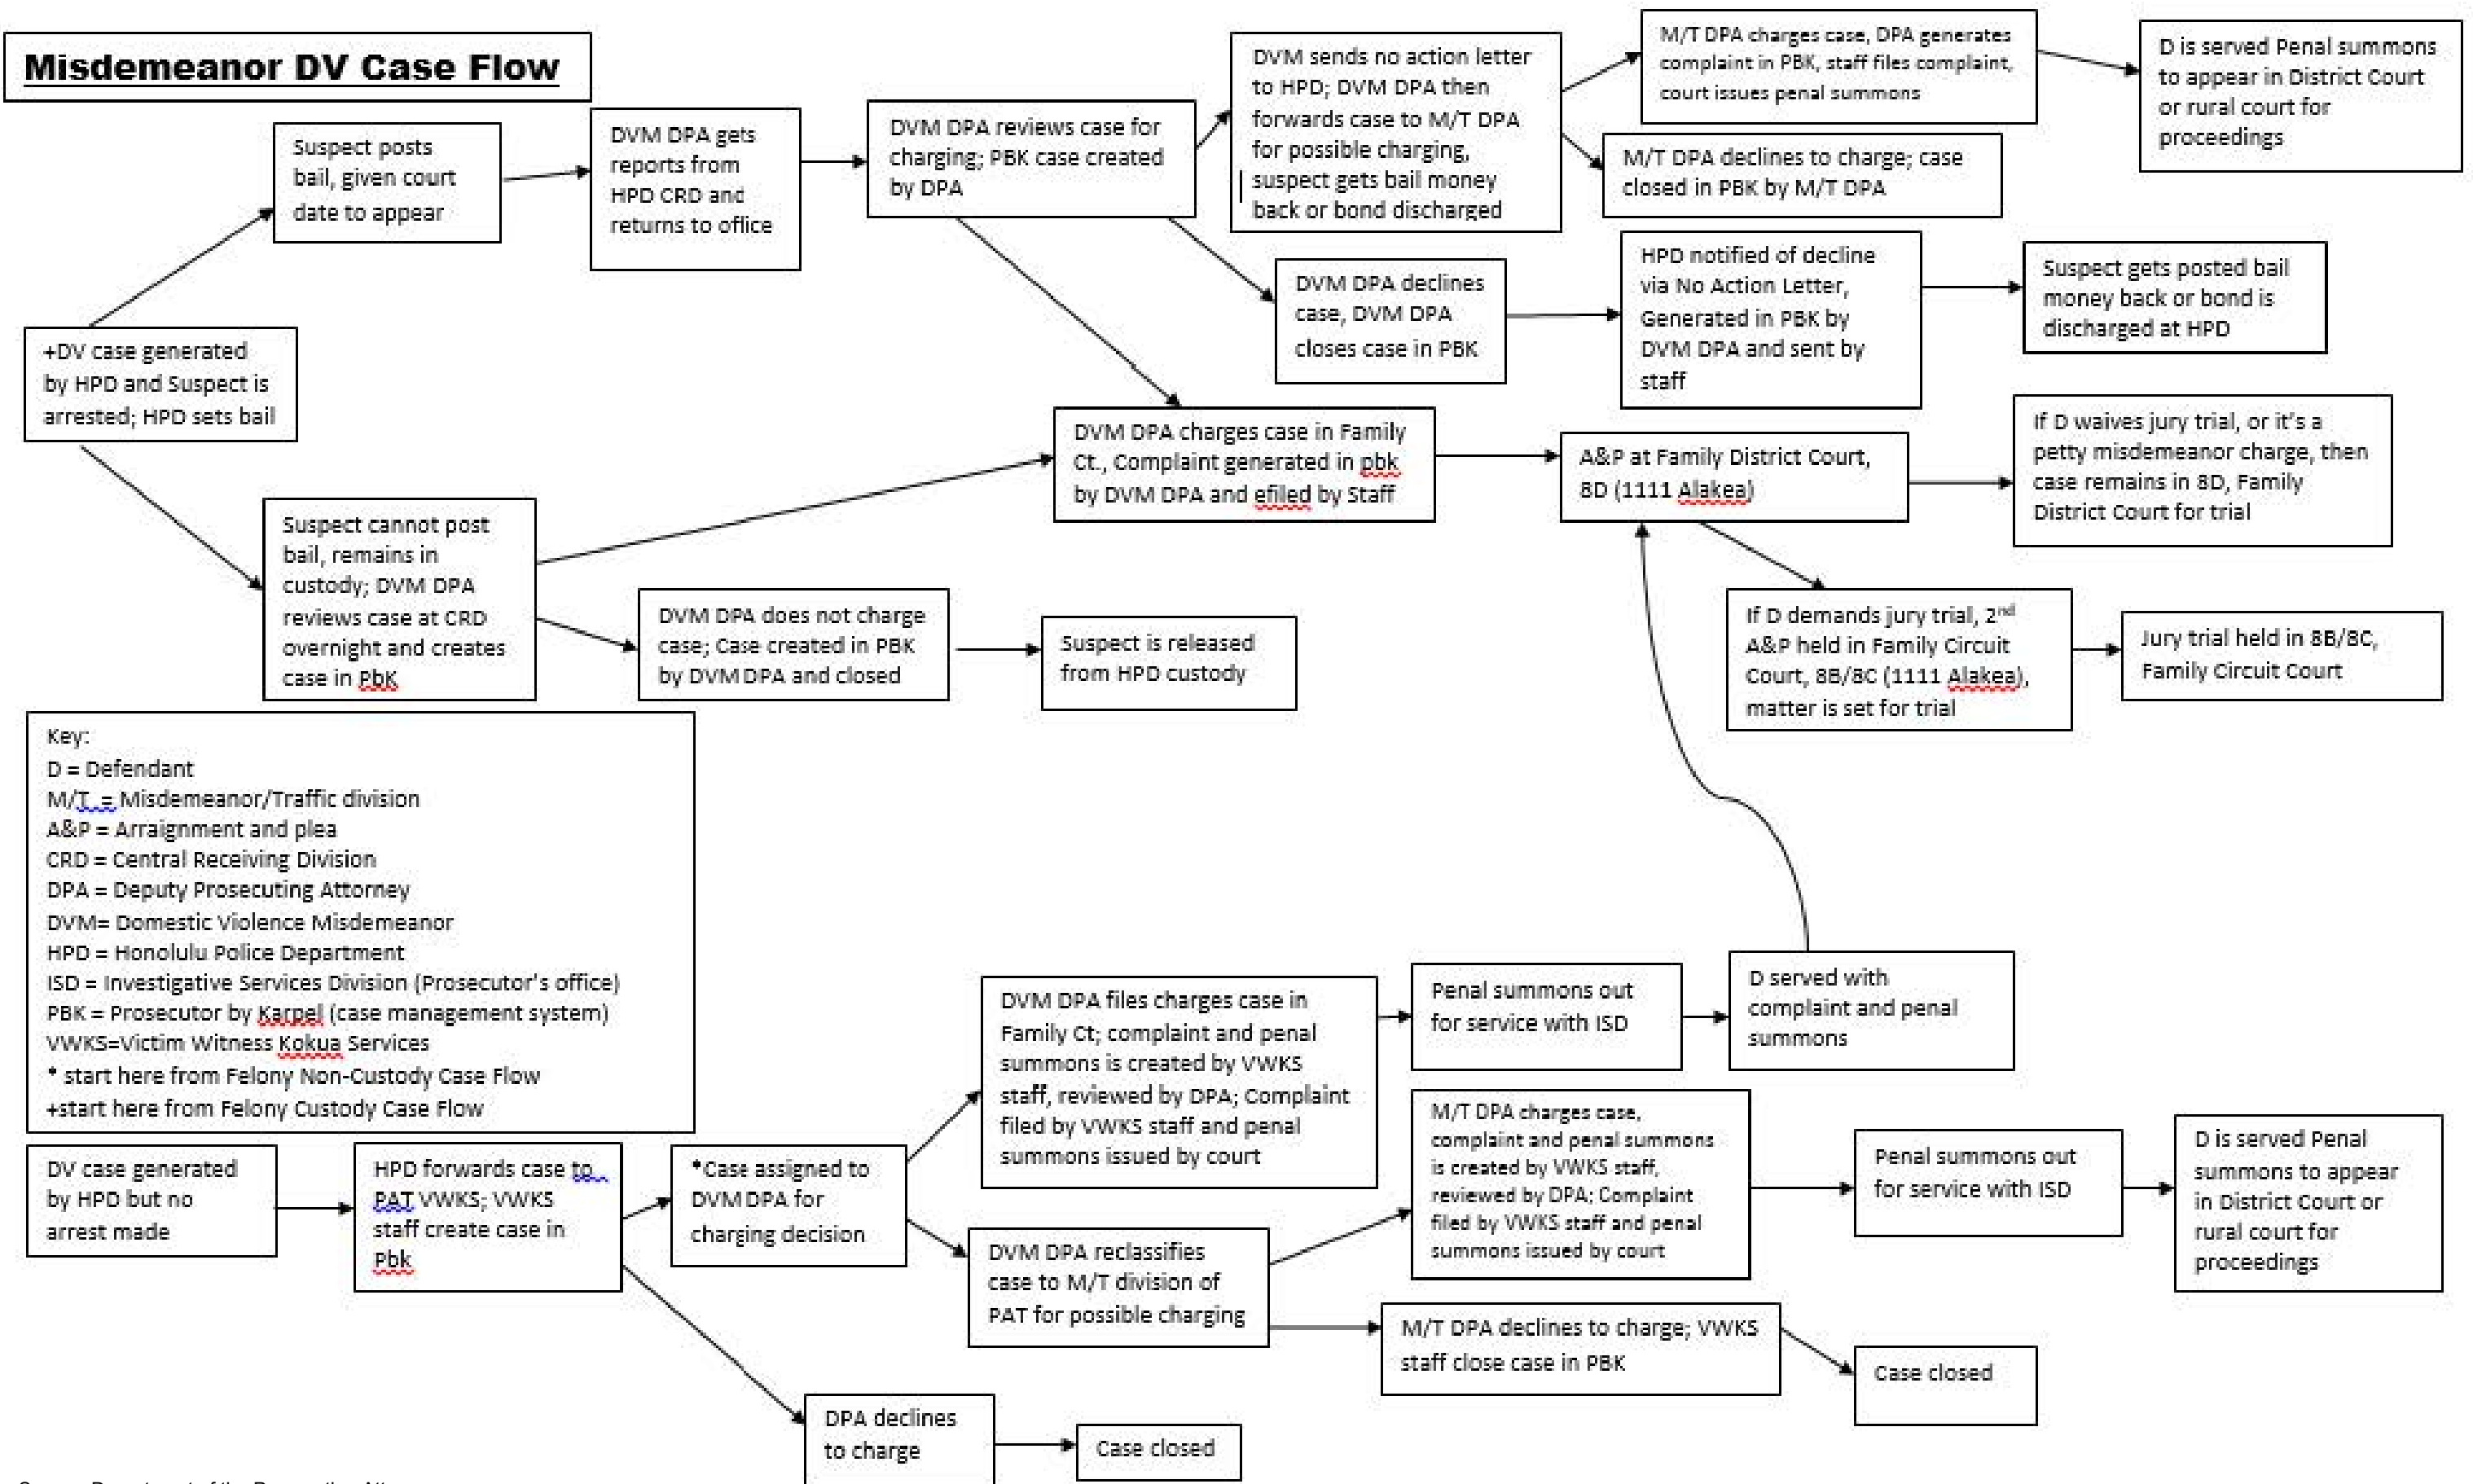 Misdemeanor DV Case Flow
Suspect posts
bail, given court
date to appear
DVM DPA gets
reports from
HPD CRD and
returns to office
DVM DPA reviews case for
charging; PBK case created
by DPA
DVM sends no action letter
to HPD; DVM DPA then
forwards case to M/T DPA
for possible charging,
suspect gets bail money
back or bond discharged
M/T DPA charges case, DPA generates
complaint in PBK, staff files complaint,
court issues penal summons
D is served Penal summons
to appear in District Court
or rural court for
proceedings
M/T DPA declines to charge; case
closed in PBK by M/T DPA
DVM DPA declines
case, DVM DPA
closes case in PBK
HPD notified of decline
via No Action Letter,
Generated in PBK by
DVM DPA and sent by
staff
Suspect gets posted bail
money back or bond is
discharged at HPD
+DV case generated
by HPD and Suspect is
arrested; HPD sets bail
DVM DPA charges case in Family
Ct., Complaint generated in pbk
by DVM DPA and efiled by Staff
A&P at Family District Court,
8D (1111 Alakea)
If D waives jury trial, or it's a
petty misdemeanor charge, then
case remains in 8D, Family
District Court for trial
Suspect cannot post
bail, remains in
custody; DVM DPA
reviews case at CRD
overnight and creates
case in PbK
DVM DPA does not charge
case; Case created in PBK
by DVM DPA and closed
Suspect is released
from HPD custody
If D demands jury trial, 2nd
A&P held in Family Circuit
Court, 8B/8C (1111 Alakea),
matter is set for trial
Jury trial held in 8B/8C,
Family Circuit Court
Key:
D = Defendant
M/T = Misdemeanor/Traffic division
A&P = Arraignment and plea
CRD = Central Receiving Division
DPA = Deputy Prosecuting Attorney
DVM= Domestic Violence Misdemeanor
HPD = Honolulu Police Department
ISD = Investigative Services Division (Prosecutor's office)
PBK = Prosecutor by Karpel (case management system)
VWKS=Victim Witness Kokua Services
* start here from Felony Non-Custody Case Flow
+start here from Felony Custody Case Flow
DV case generated
by HPD but no
arrest made
HPD forwards case to
PAT VWKS; VWKS
staff create case in
Pbk
*Case assigned to
DVM DPA for
charging decision
DVM DPA files charges case in
Family Ct; complaint and penal
summons is created by VWKS
staff, reviewed by DPA; Complaint
filed by VWKS staff and penal
summons issued by court
Penal summons out
for service with ISD
D served with
complaint and penal
summons
DVM DPA reclassifies
case to M/T division of
PAT for possible charging
M/T DPA charges case,
complaint and penal summons
is created by VWKS staff,
reviewed by DPA; Complaint
filed by VWKS staff and penal
summons issued by court
Penal summons out
for service with ISD
D is served Penal
summons to appear
in District Court or
rural court for
proceedings
M/T DPA declines to charge; VWKS
staff close case in PBK
Case closed
DPA declines
to charge
Case closed